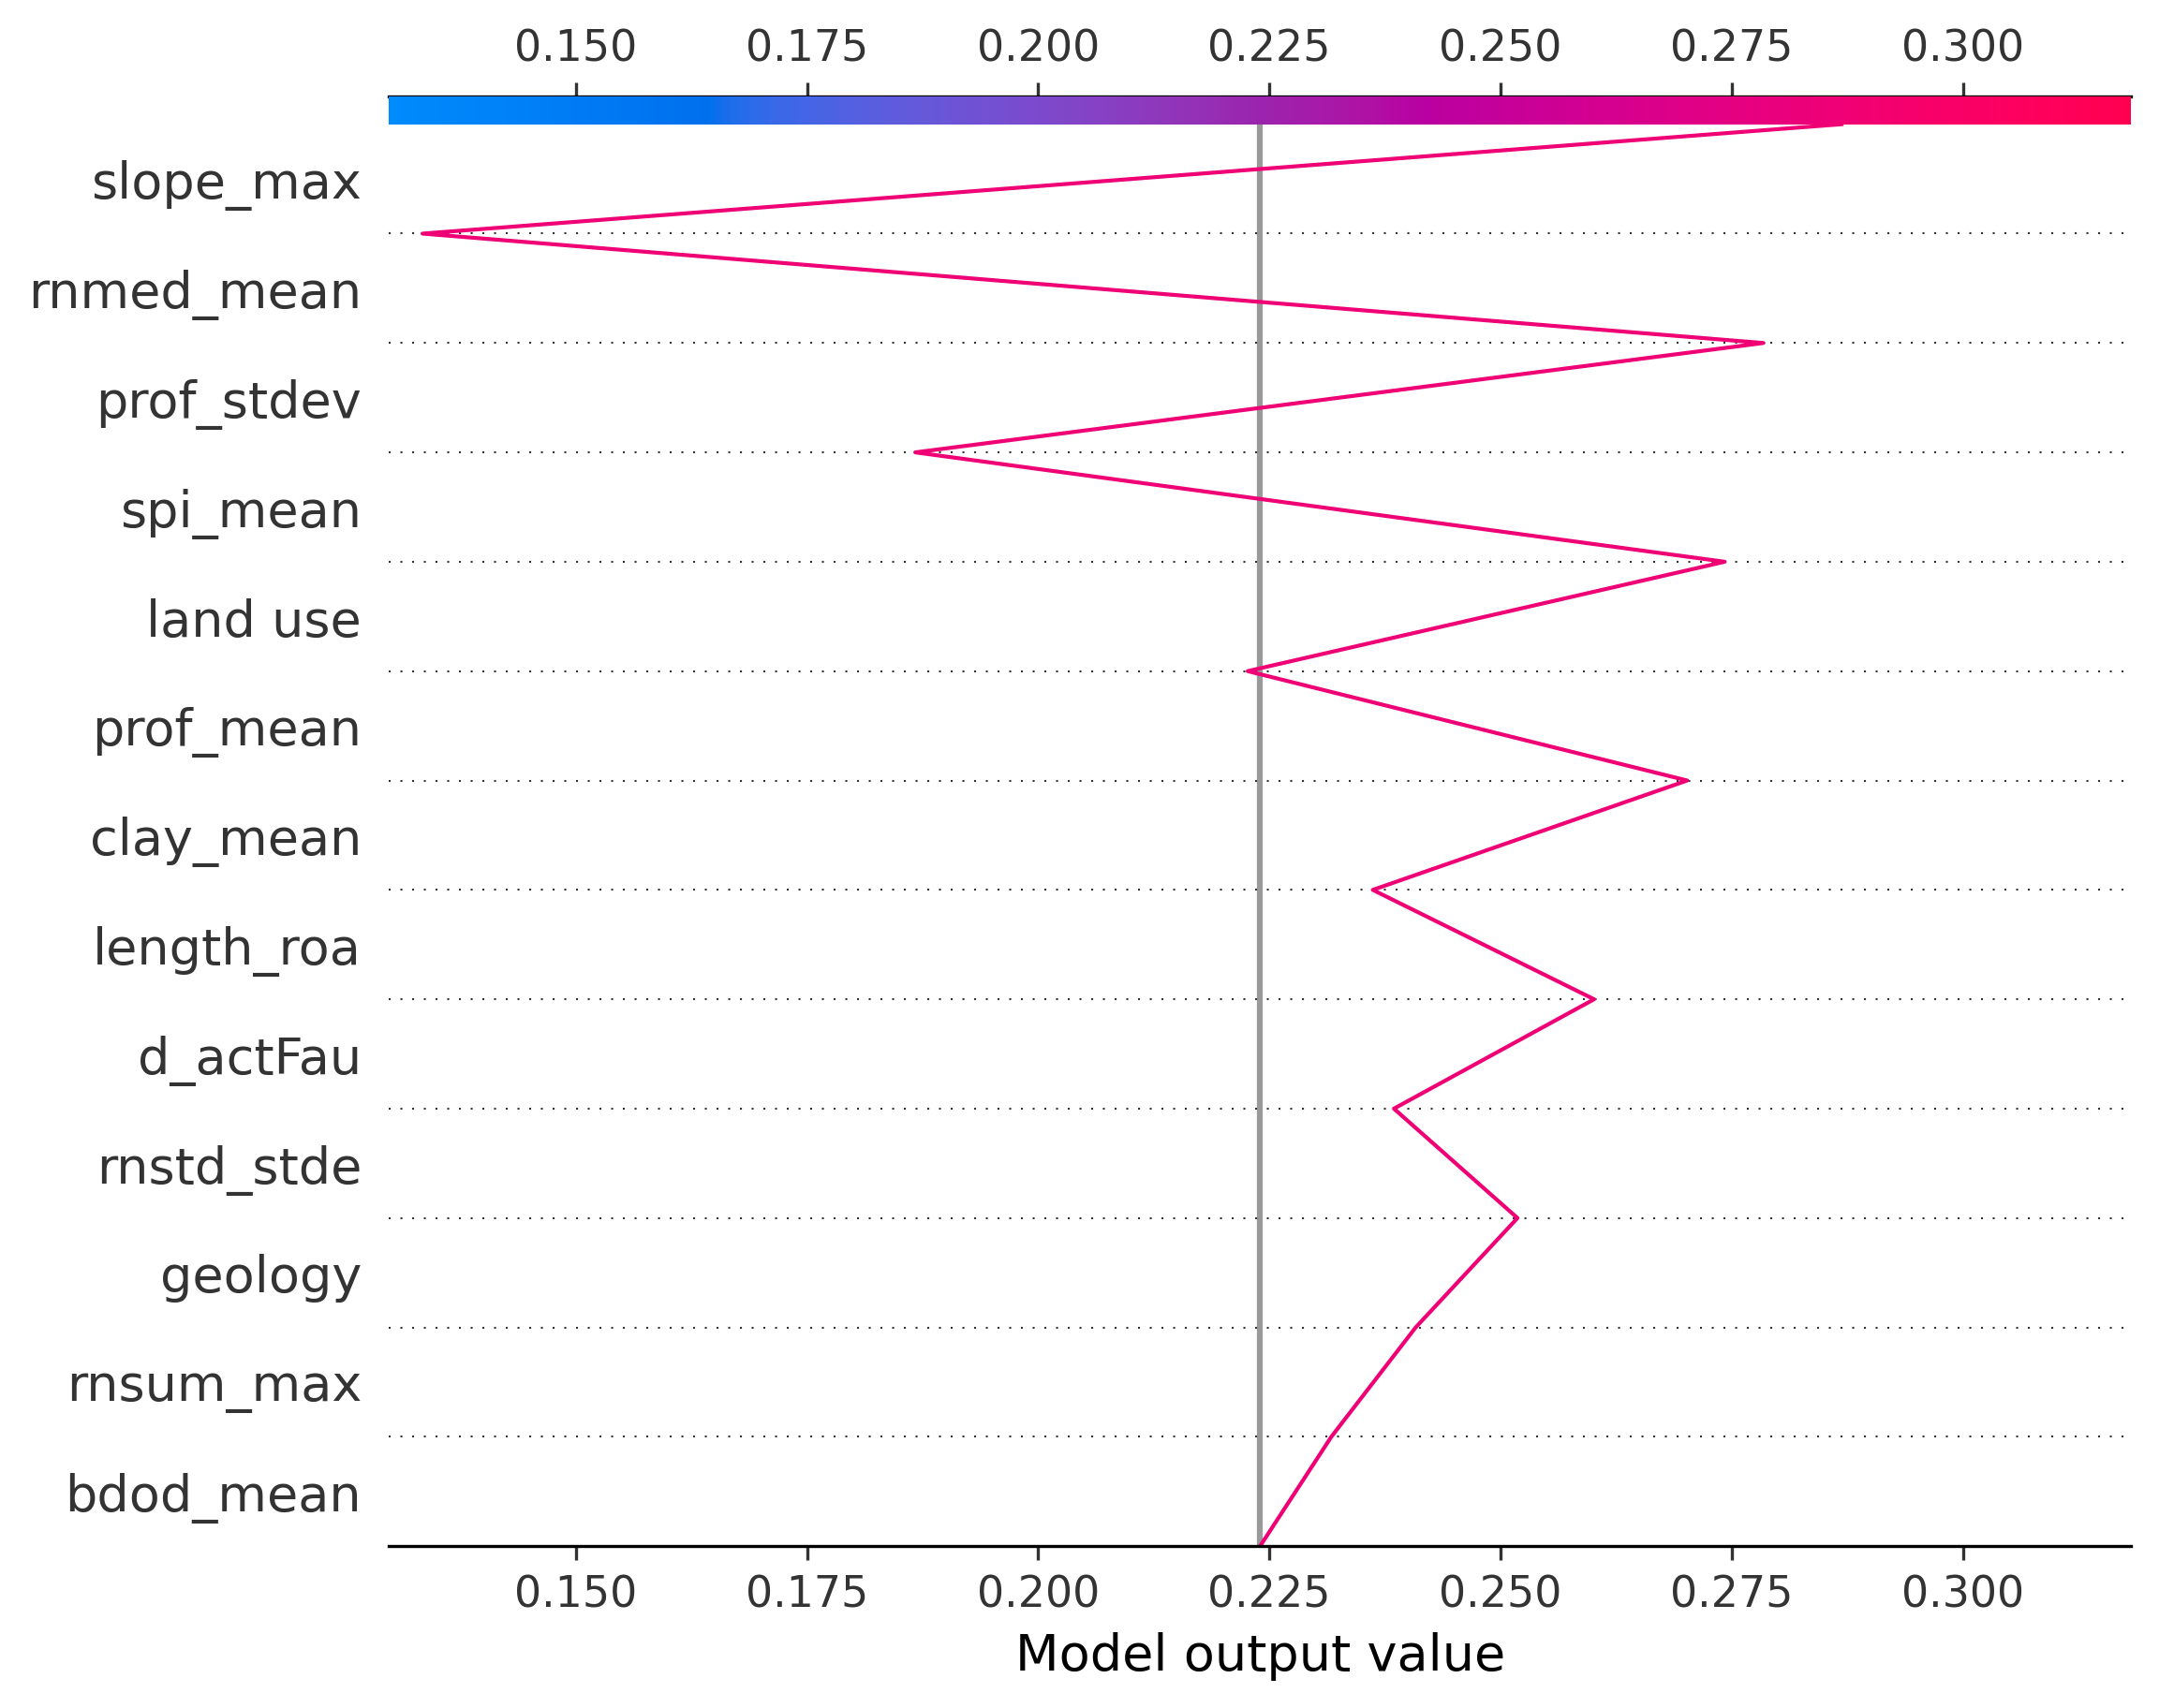 0.150 0.175 0.200 0.225 0.250 0.275 0.300
slope_max
rnmed_mean
prof_stdev
spi_mean
land use
prof_mean
clay_mean
length_roa
d_actFau
rnstd_stde
geology
rnsum_max
bdod_mean
0.150 0.175 0.200 0.225 0.250 0.275 0.300
Model output value